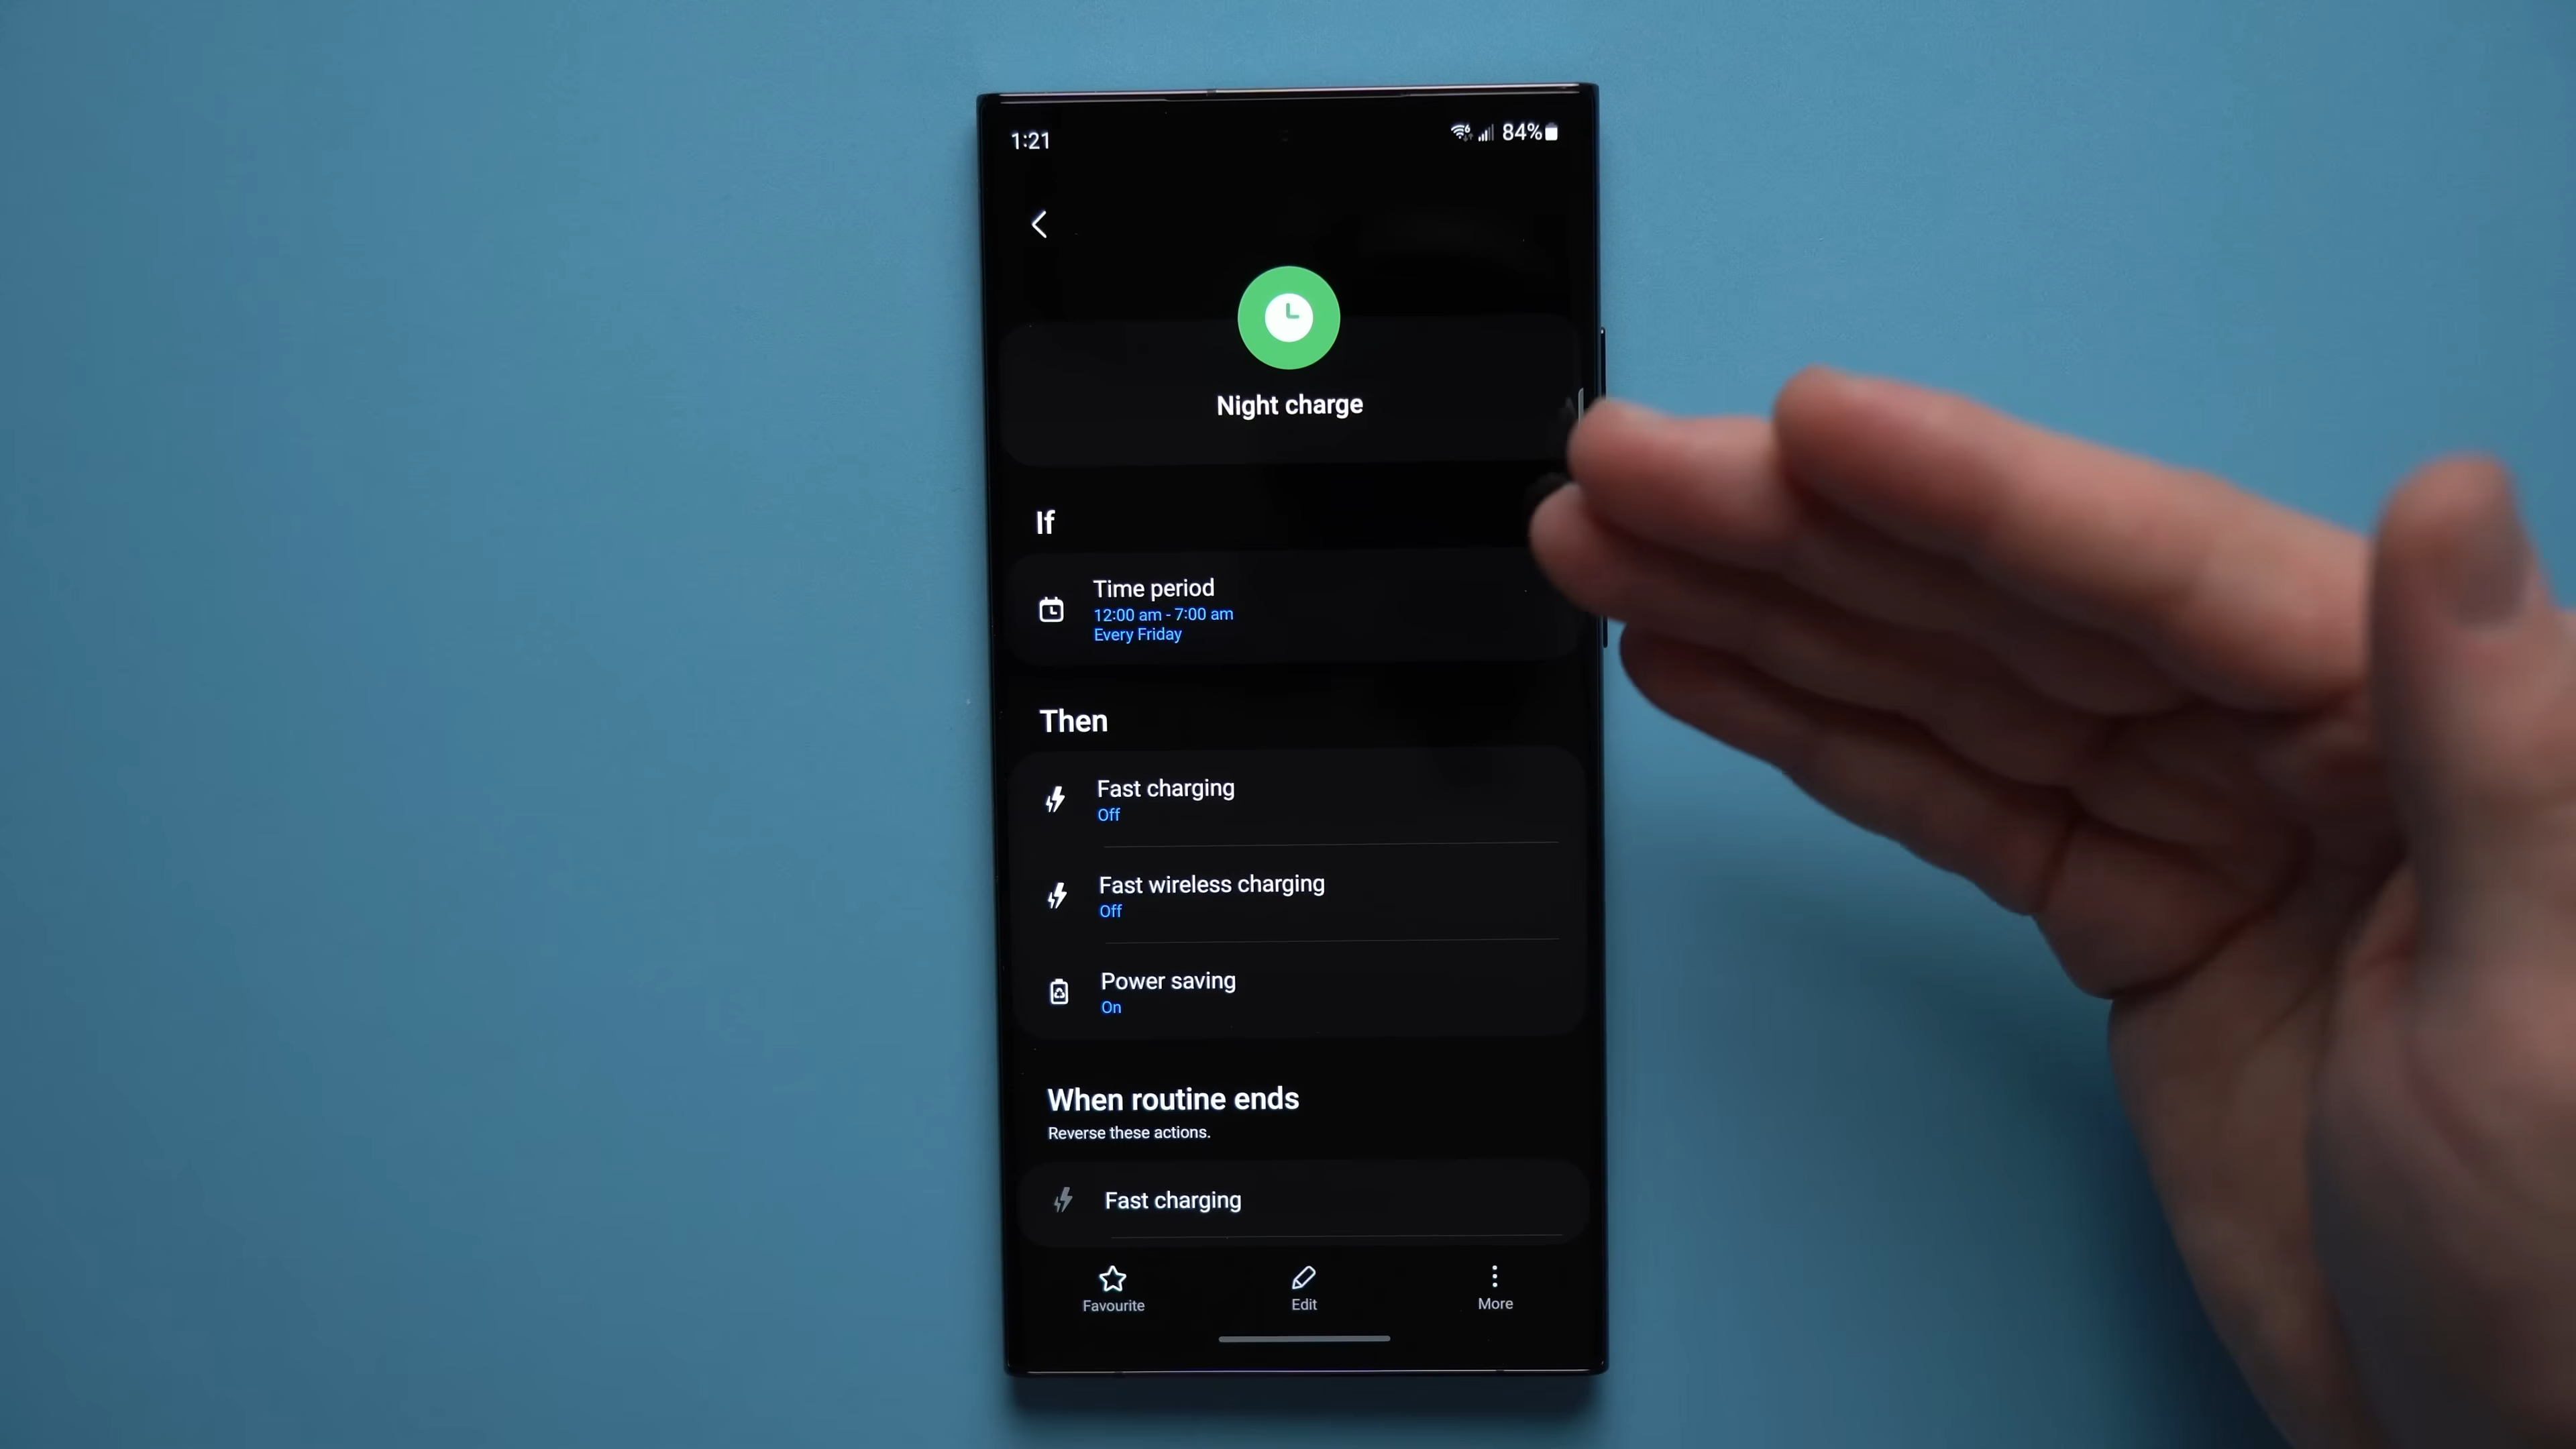 1:21
84%
Night charge
If
Time period
12:00 am - 7:00 am
Every Friday
Then
Fast charging
Off
Fast wireless charging
Off
Power saving
On
When routine ends
Reverse these actions.
Fast charging
Favourite
Edit
More